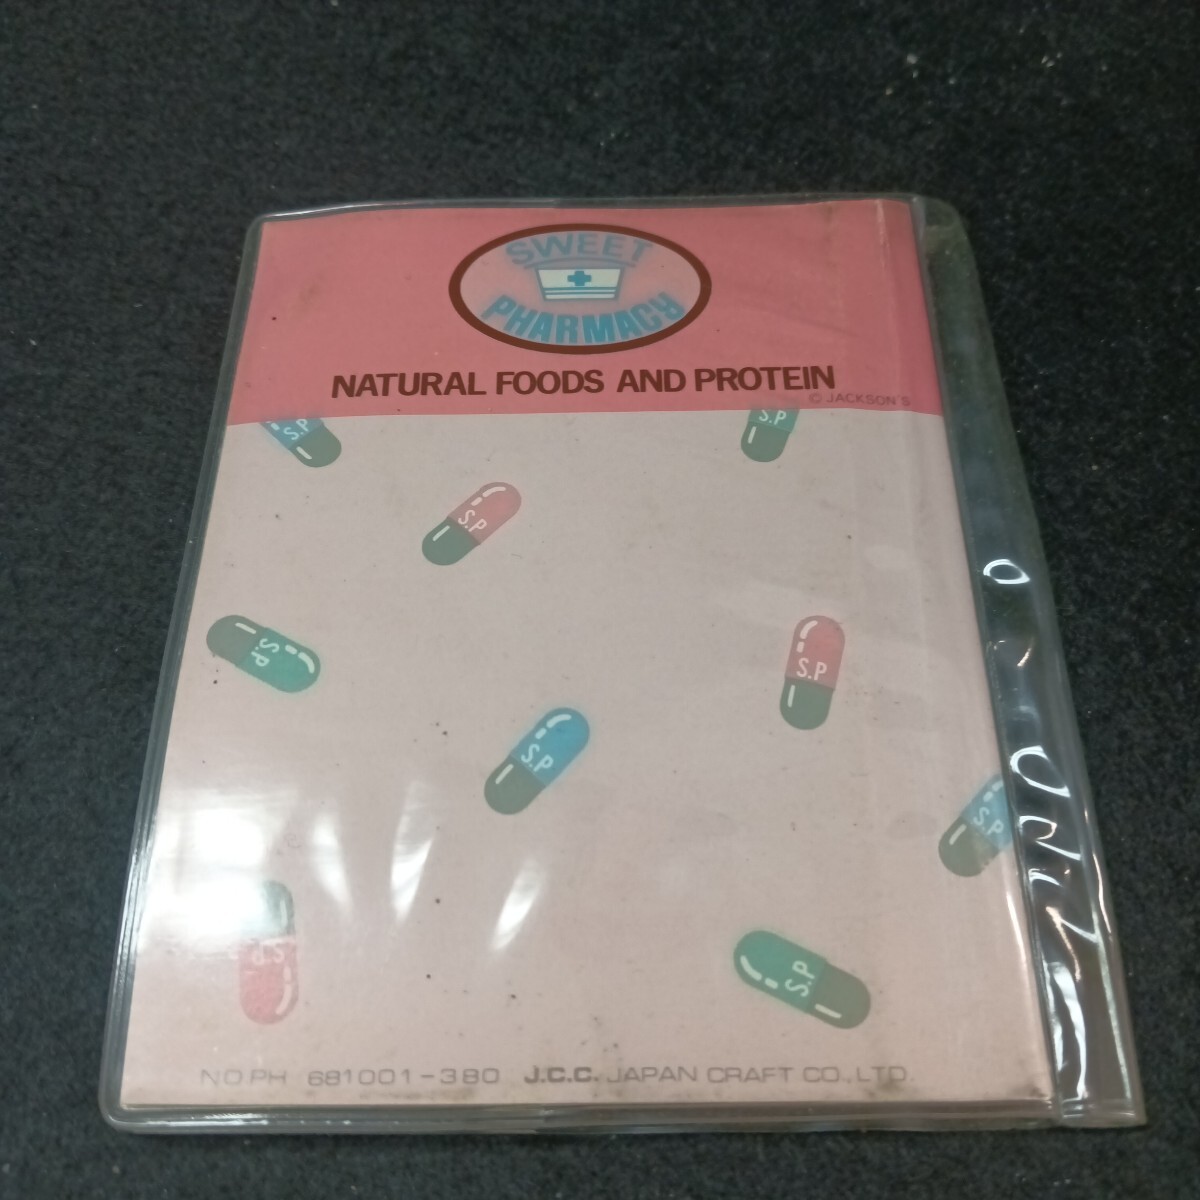 SWEET
PHARMACY
NATURAL FOODS AND PROTEIN
© JACKSON'S
S.P
S.P
S.P
S.P
S.P
S.P
S.P
S.P
S.P
NO.PH 681001-380 J.C.C. JAPAN CRAFT CO.,LTD.